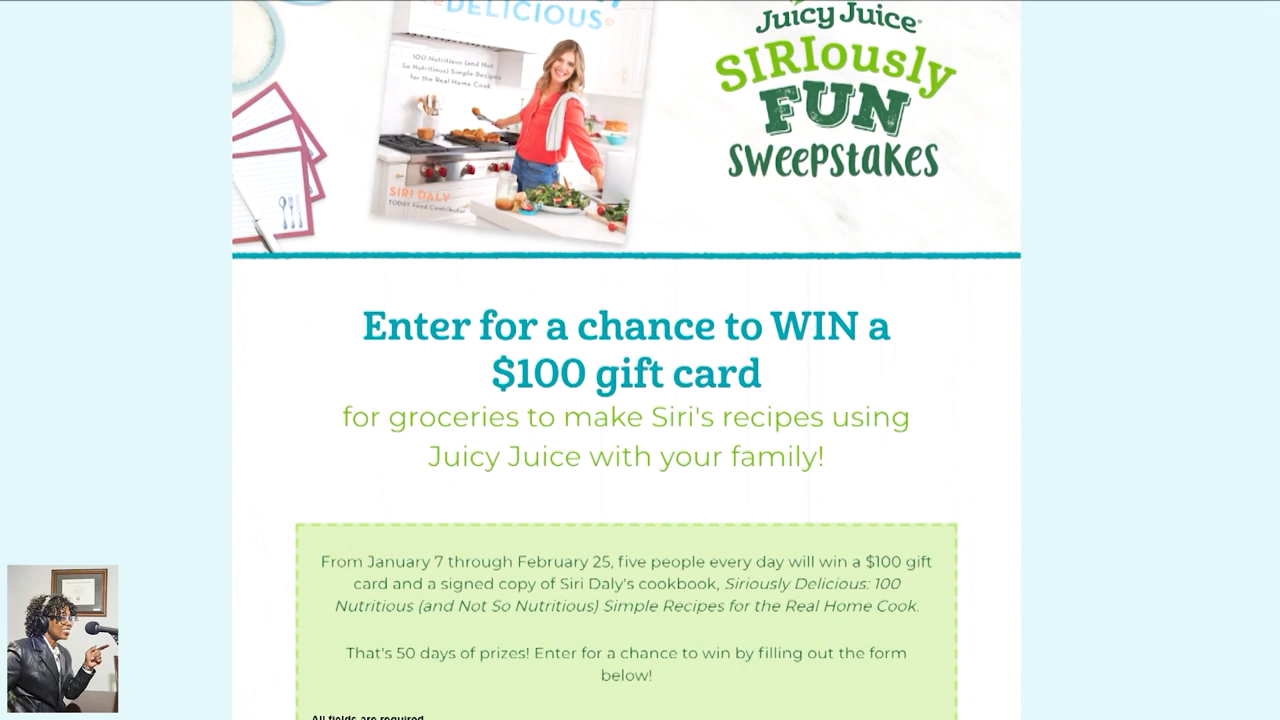 DELICIOUS
100 Nutritious (and Not
So Nutritious) Simple Recipes
for the Real Home Cook
SIRI DALY
TODAY Food Contributor
Juicy Juice
SIRIously
FUN
SWEEPSTAKES
Enter for a chance to WIN a
$100 gift card
for groceries to make Siri's recipes using
Juicy Juice with your family!
From January 7 through February 25, five people every day will win a $100 gift
card and a signed copy of Siri Daly's cookbook, Siriously Delicious: 100
Nutritious (and Not So Nutritious) Simple Recipes for the Real Home Cook.
That's 50 days of prizes! Enter for a chance to win by filling out the form
below!
All fields are required